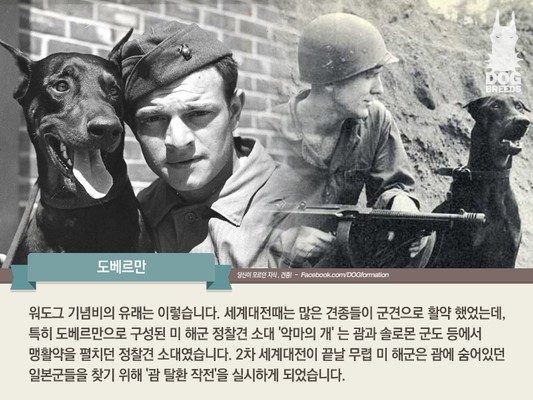 DOG
BREEDS
도베르만
당신이 모르던 지식, 견종! - Facebook.com/DOGformation
워도그 기념비의 유래는 이렇습니다. 세계대전때는 많은 견종들이 군견으로 활약 했었는데,
특히 도베르만으로 구성된 미 해군 정찰견 소대 '악마의 개' 는 괌과 솔로몬 군도 등에서
맹활약을 펼치던 정찰견 소대였습니다. 2차 세계대전이 끝날 무렵 미 해군은 괌에 숨어있던
일본군들을 찾기 위해 '괌 탈환 작전'을 실시하게 되었습니다.